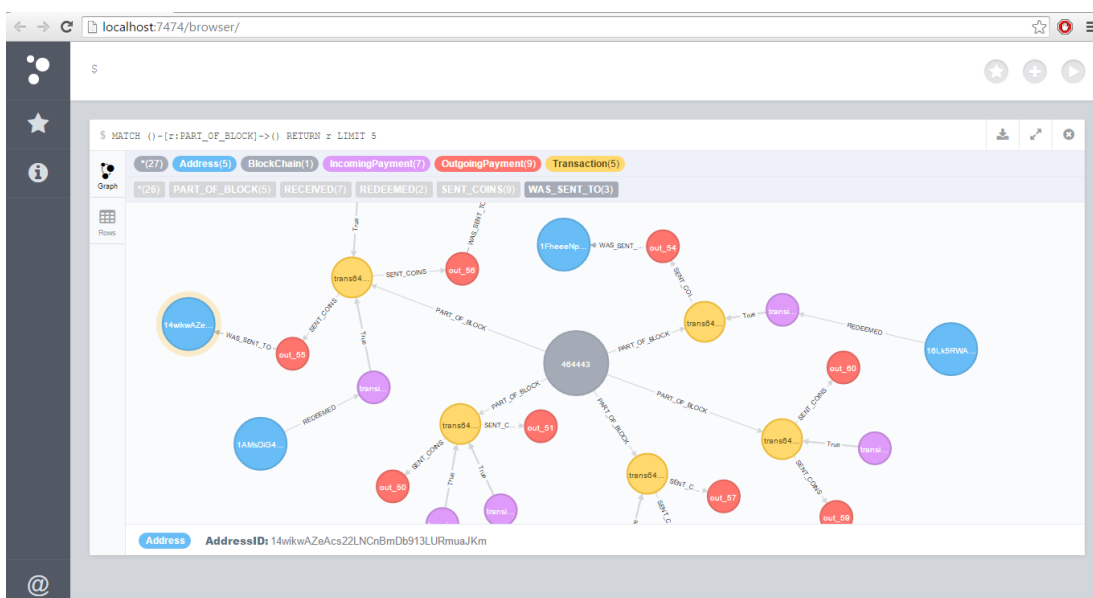 localhost:7474/browser/
$
$ MATCH ()-[r:PART_OF_BLOCK]->() RETURN r LIMIT 5
Graph
Rows
*(27) Address(5) BlockChain(1) IncomingPayment(7) OutgoingPayment(9) Transaction(5)
*(26) PART_OF_BLOCK(5) RECEIVED(7) REDEEMED(2) SENT_COINS(9) WAS_SENT_TO(3)
True
WAS_SENT_TO
1FheeeNp...
WAS_SENT_...
out_54
trans64...
SENT_COINS
out_56
SENT_COI...
PART_OF_BLOCK
trans64...
True
transi...
REDEEMED
16Lk5RWA...
14wikwAZe...
WAS_SENT_TO
out_55
SENT_COINS
True
PART_OF_BLOCK
464443
transi...
REDEEMED
1AMsDiG4...
PART_OF_BLOCK
PART_OF_BLOCK
PART_OF_BLOCK
out_60
SENT_COINS
trans64...
SENT_C...
out_51
trans64...
True
transi...
SENT_COINS
out_50
True
True
transi...
transi...
trans64...
SENT_C...
out_57
SENT_C
SENT_COINS
out_59
Address AddressID: 14wikwAZeAcs22LNCnBmDb913LURmuaJKm
@